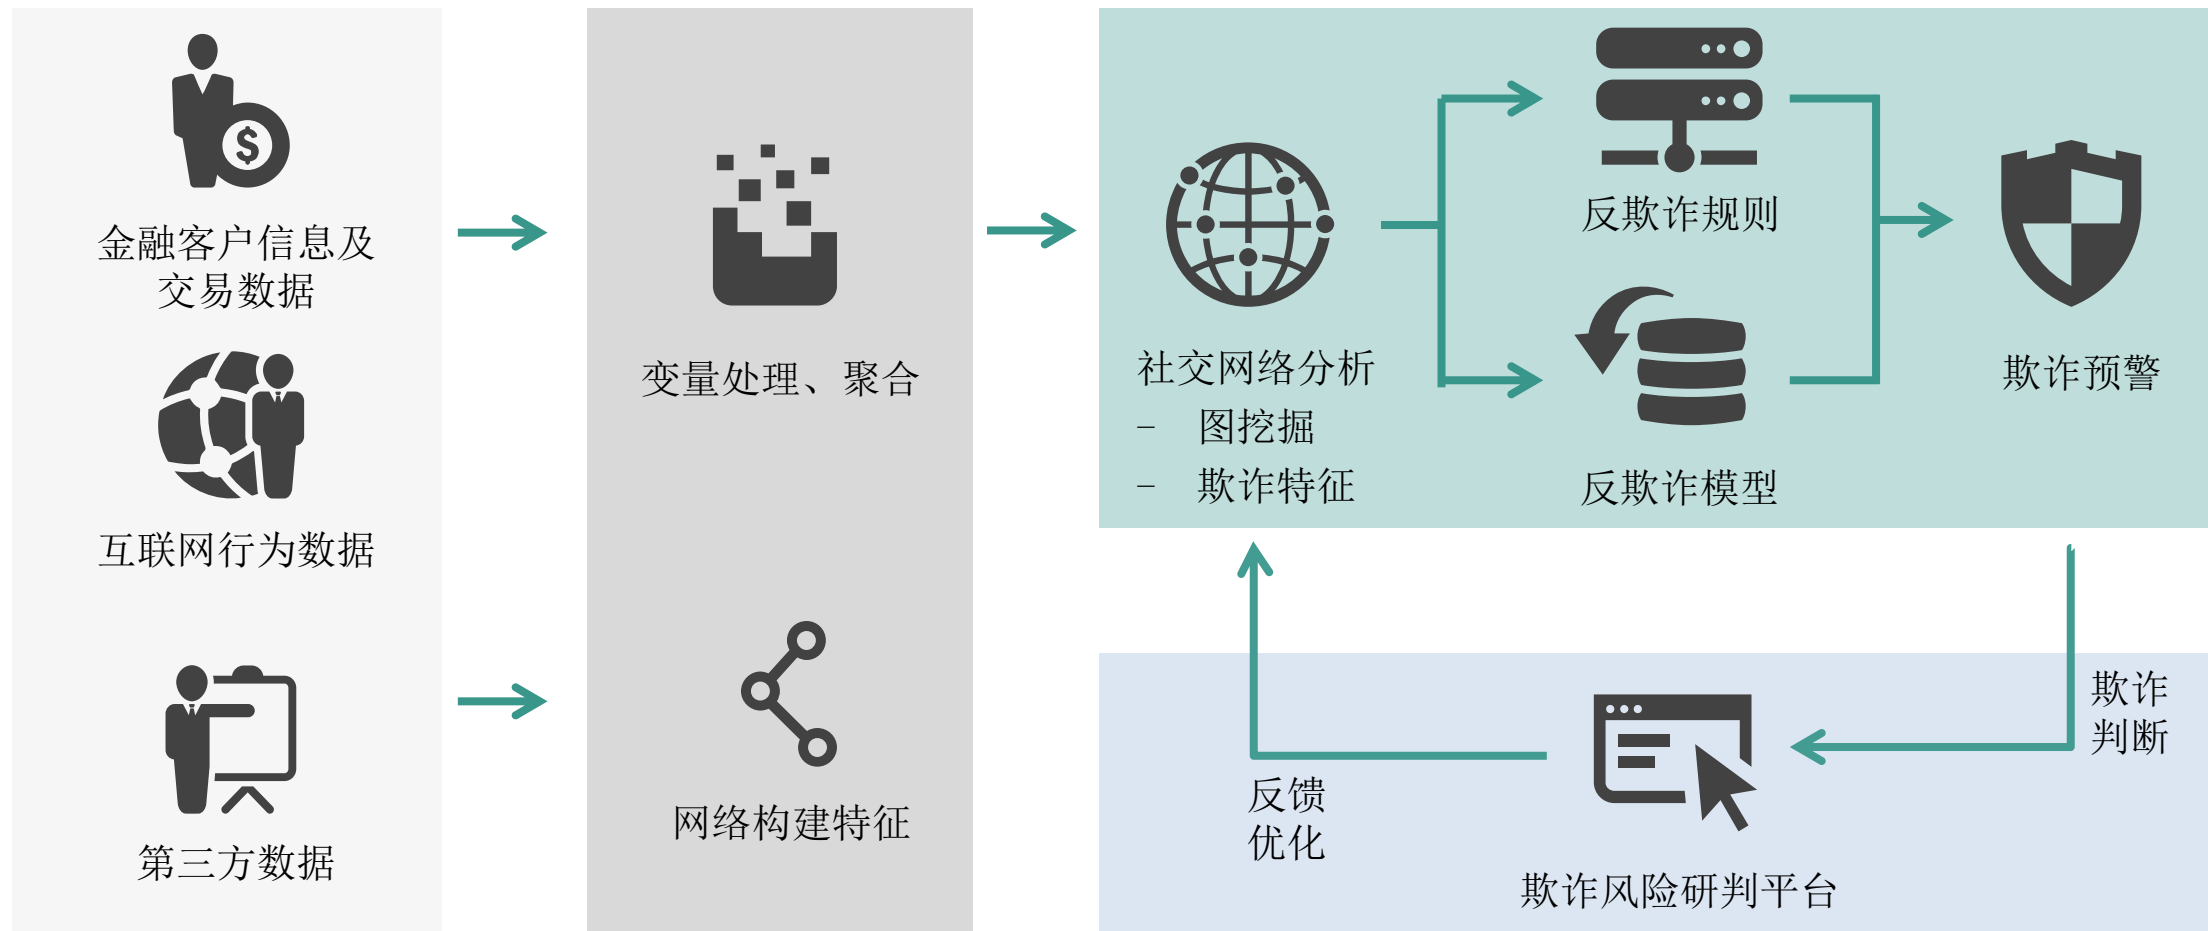 金融客户信息及
交易数据
互联网行为数据
第三方数据
变量处理、聚合
网络构建特征
社交网络分析
– 图挖掘
– 欺诈特征
反欺诈规则
反欺诈模型
欺诈预警
欺诈
判断
反馈
优化
欺诈风险研判平台